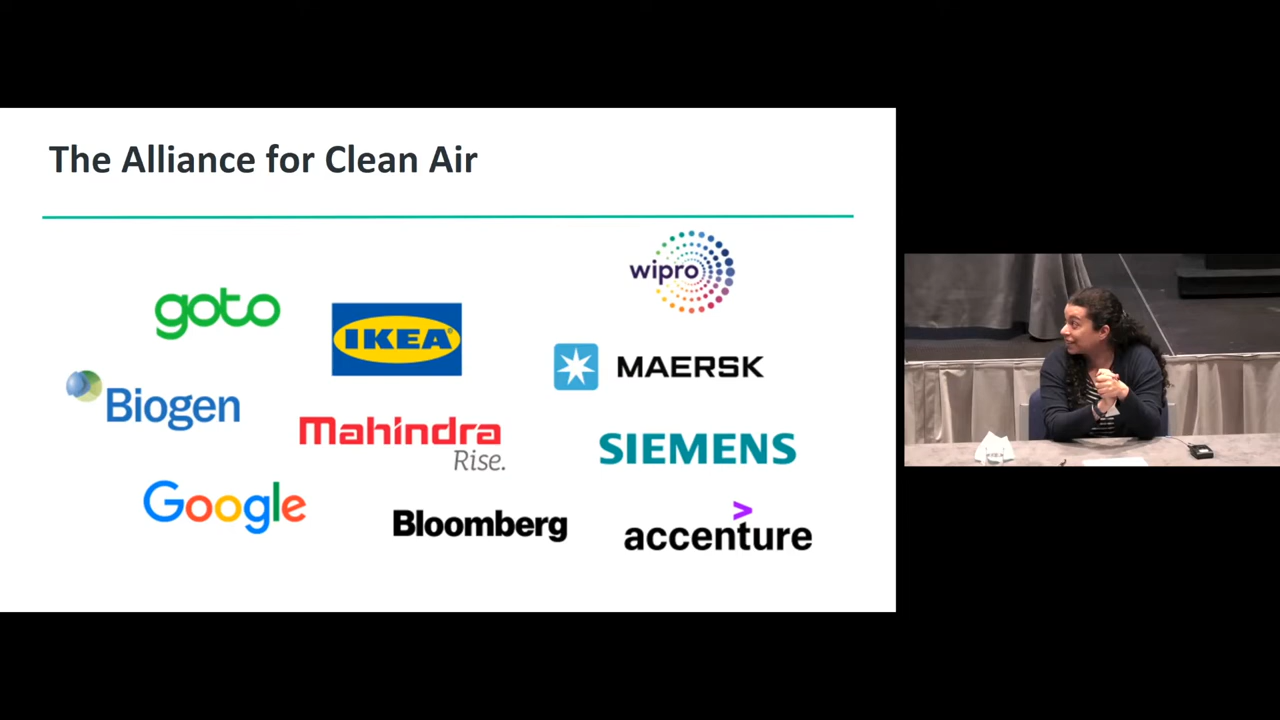 The Alliance for Clean Air
wipro
goto
IKEA
MAERSK
Biogen
Mahindra
Rise.
SIEMENS
Google
Bloomberg
>
accenture